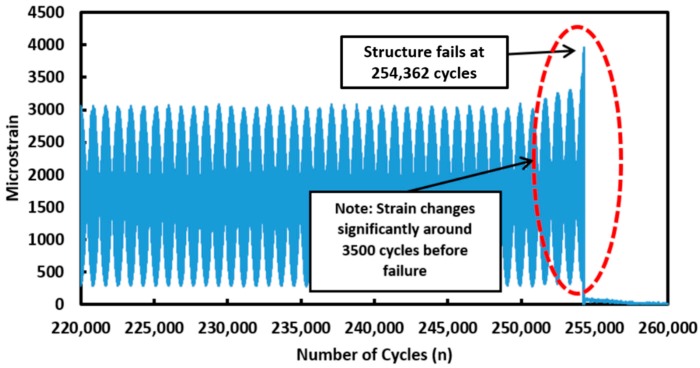 4500
4000
3500
3000
2500
2000
1500
1000
500
0
Microstrain
Structure fails at
254,362 cycles
Note: Strain changes
significantly around
3500 cycles before
failure
220,000 225,000 230,000 235,000 240,000 245,000 250,000 255,000 260,000
Number of Cycles (n)